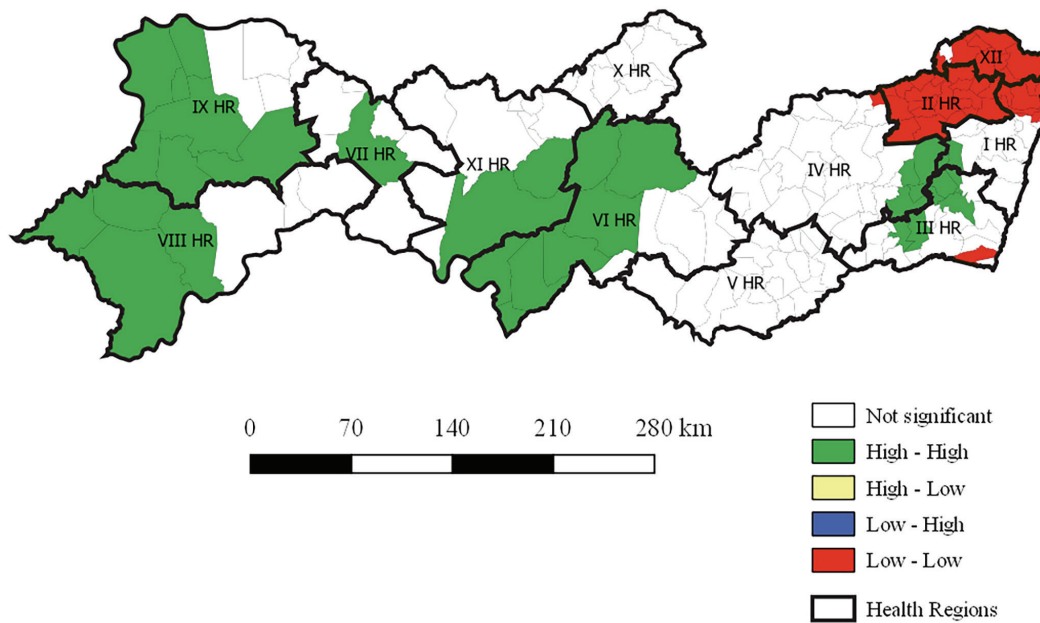 X HR
XII
IX HR
II HR
I HR
VII HR
XI HR
IV HR
VI HR
III HR
VIII HR
V HR
0 70 140 210 280 km
Not significant
High - High
High - Low
Low - High
Low - Low
Health Regions